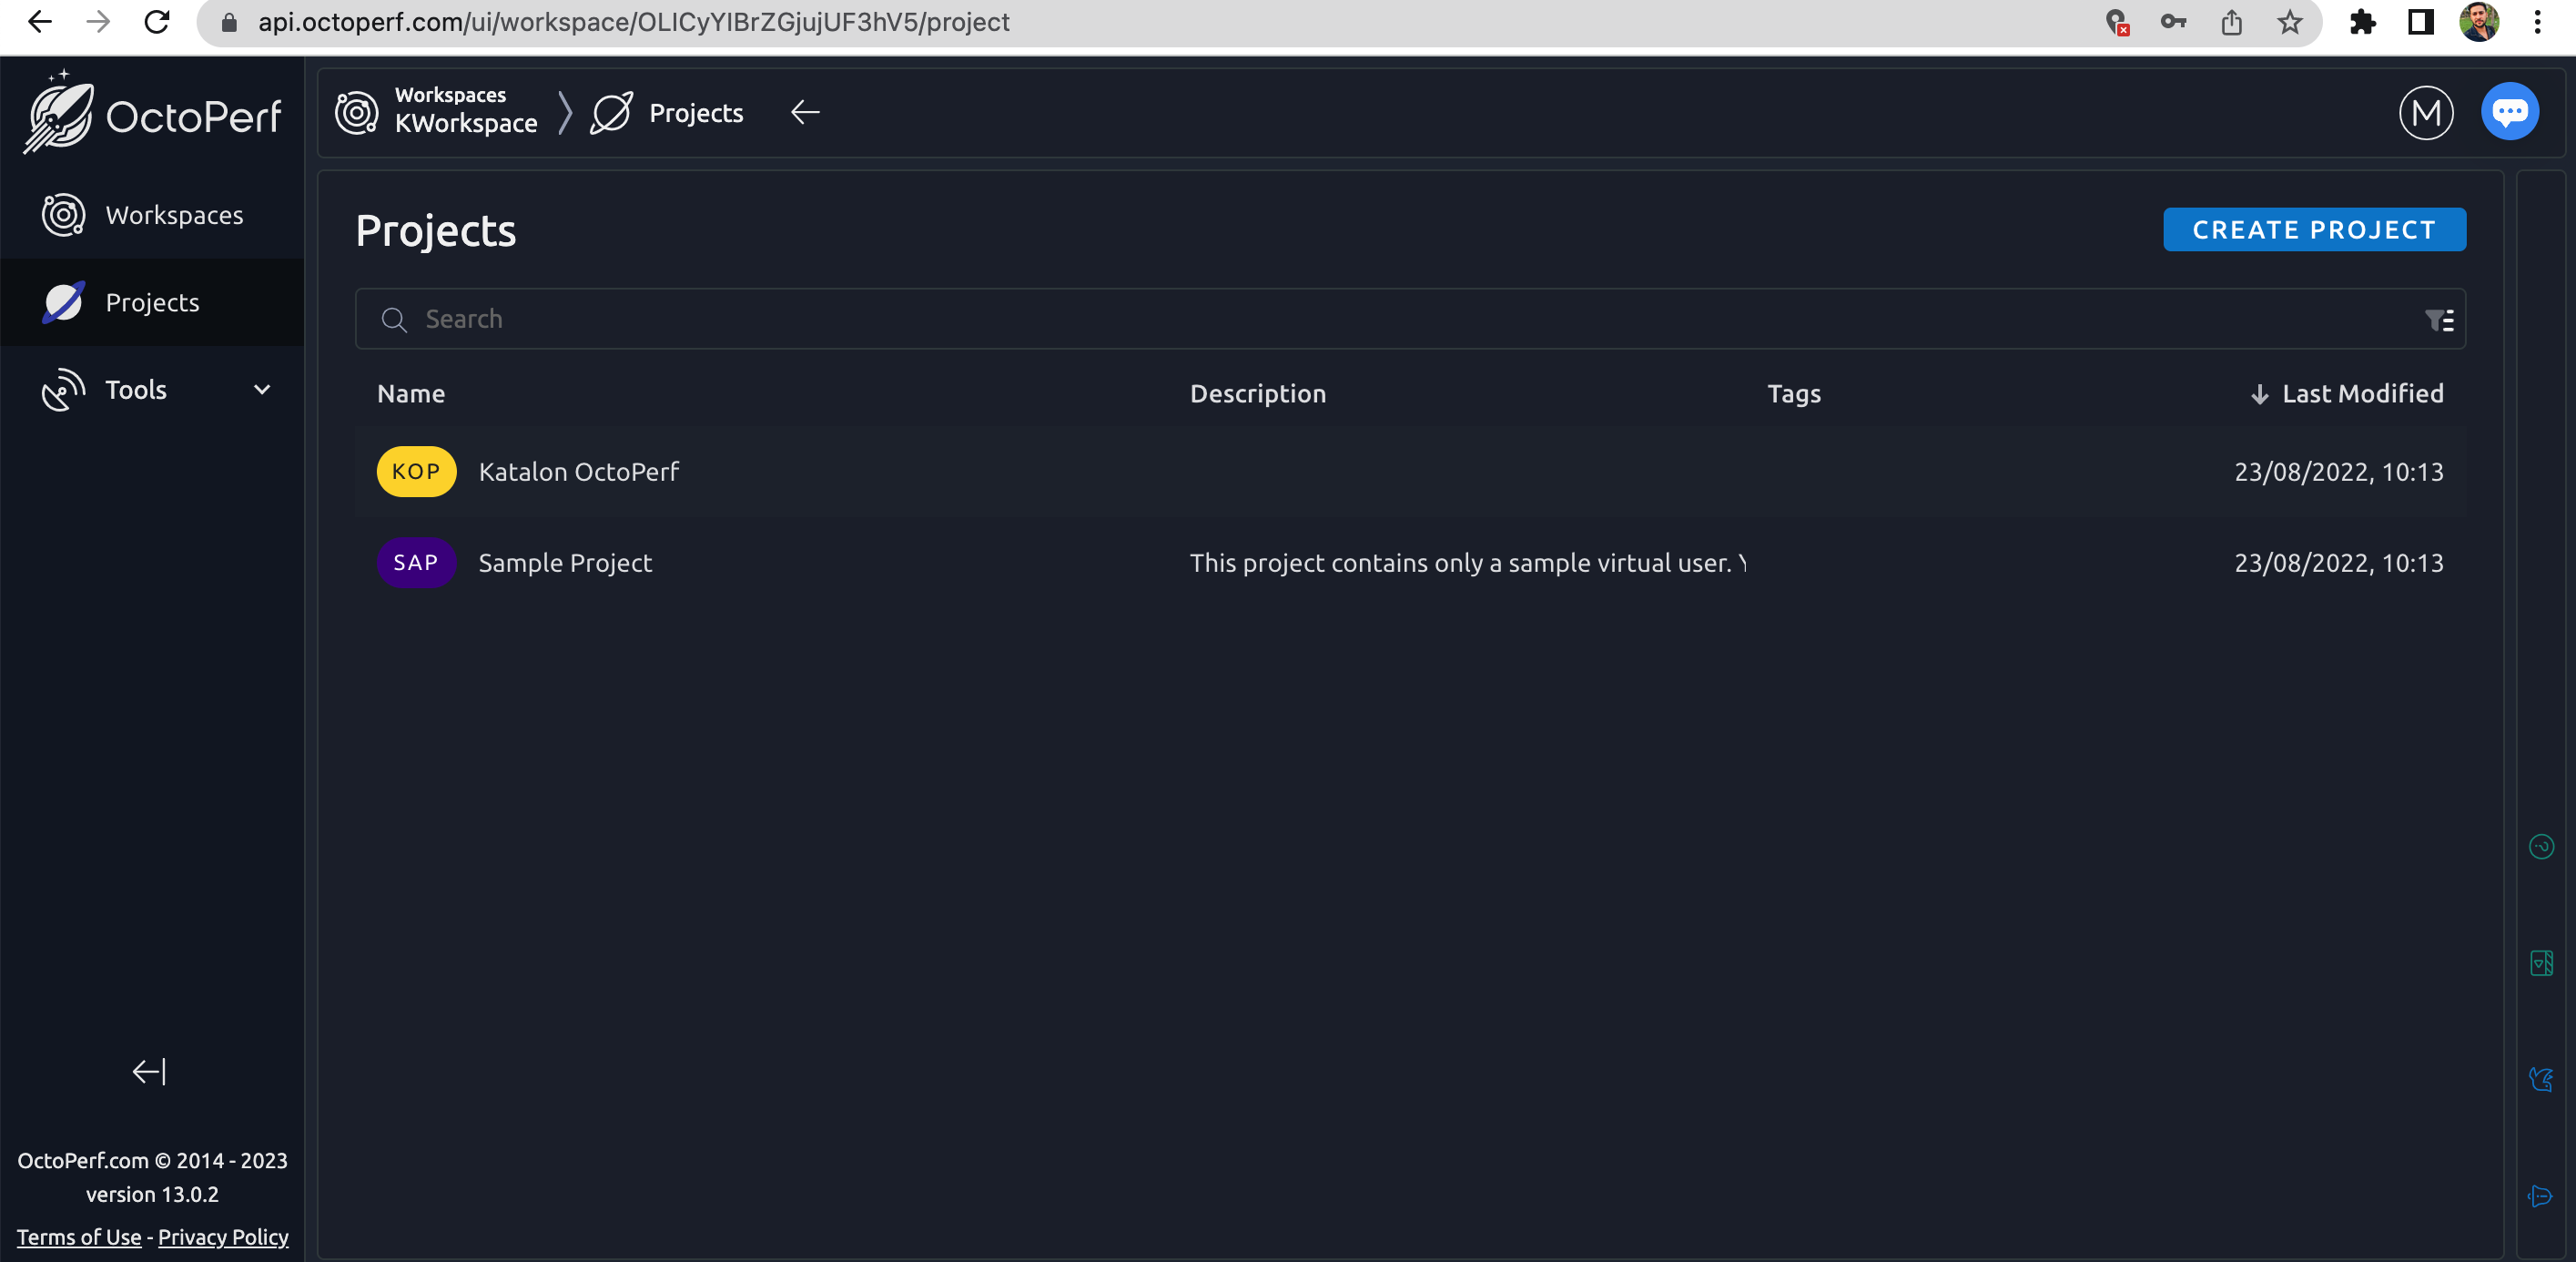 api.octoperf.com/ui/workspace/OLICyYIBrZGjujUF3hV5/project
OctoPerf
Workspaces
KWorkspace
Projects
M
Workspaces
Projects
Tools
Projects
CREATE PROJECT
Search
Name Description Tags Last Modified
KOP Katalon OctoPerf 23/08/2022, 10:13
SAP Sample Project This project contains only a sample virtual user. 23/08/2022, 10:13
OctoPerf.com © 2014 - 2023
version 13.0.2
Terms of Use - Privacy Policy